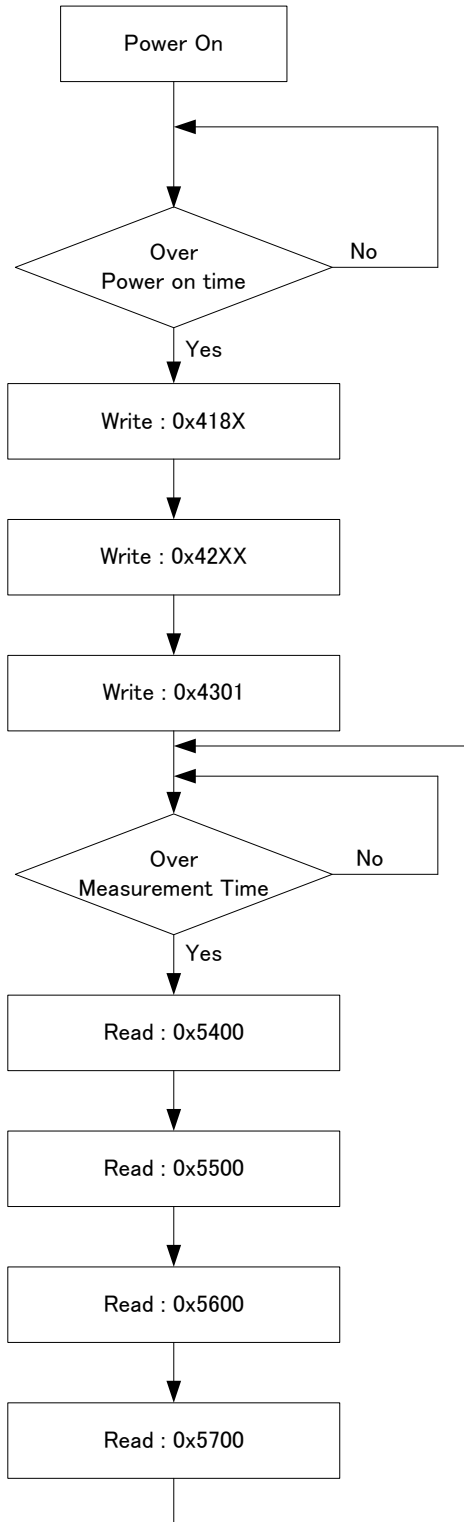 Power On
Over
Power on time
No
Yes
Write : 0x418X
Write : 0x42XX
Write : 0x4301
Over
Measurement Time
No
Yes
Read : 0x5400
Read : 0x5500
Read : 0x5600
Read : 0x5700